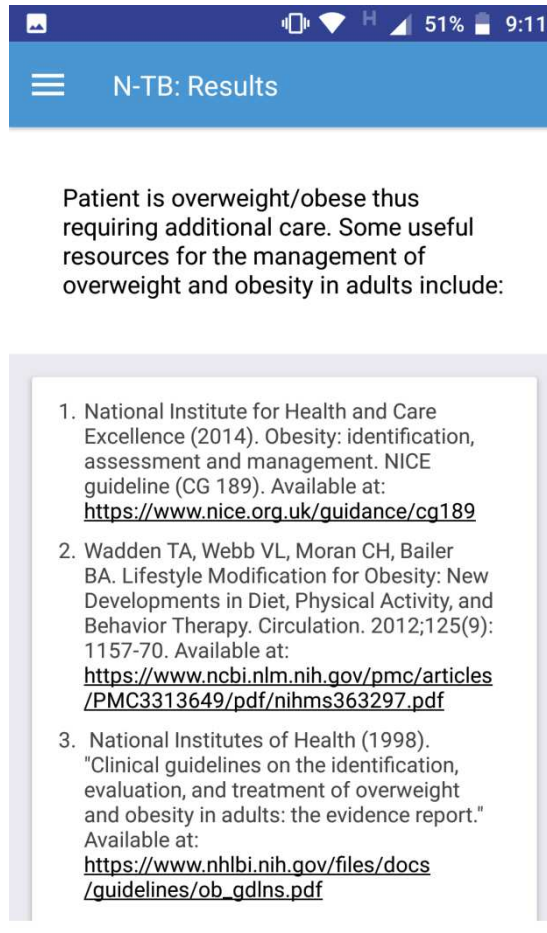 H 51% 9:11
N-TB: Results
Patient is overweight/obese thus
requiring additional care. Some useful
resources for the management of
overweight and obesity in adults include:
1. National Institute for Health and Care
Excellence (2014). Obesity: identification,
assessment and management. NICE
guideline (CG 189). Available at:
https://www.nice.org.uk/guidance/cg189
2. Wadden TA, Webb VL, Moran CH, Bailer
BA. Lifestyle Modification for Obesity: New
Developments in Diet, Physical Activity, and
Behavior Therapy. Circulation. 2012;125(9):
1157-70. Available at:
https://www.ncbi.nlm.nih.gov/pmc/articles
/PMC3313649/pdf/nihms363297.pdf
3. National Institutes of Health (1998).
"Clinical guidelines on the identification,
evaluation, and treatment of overweight
and obesity in adults: the evidence report."
Available at:
https://www.nhlbi.nih.gov/files/docs
/guidelines/ob_gdlns.pdf